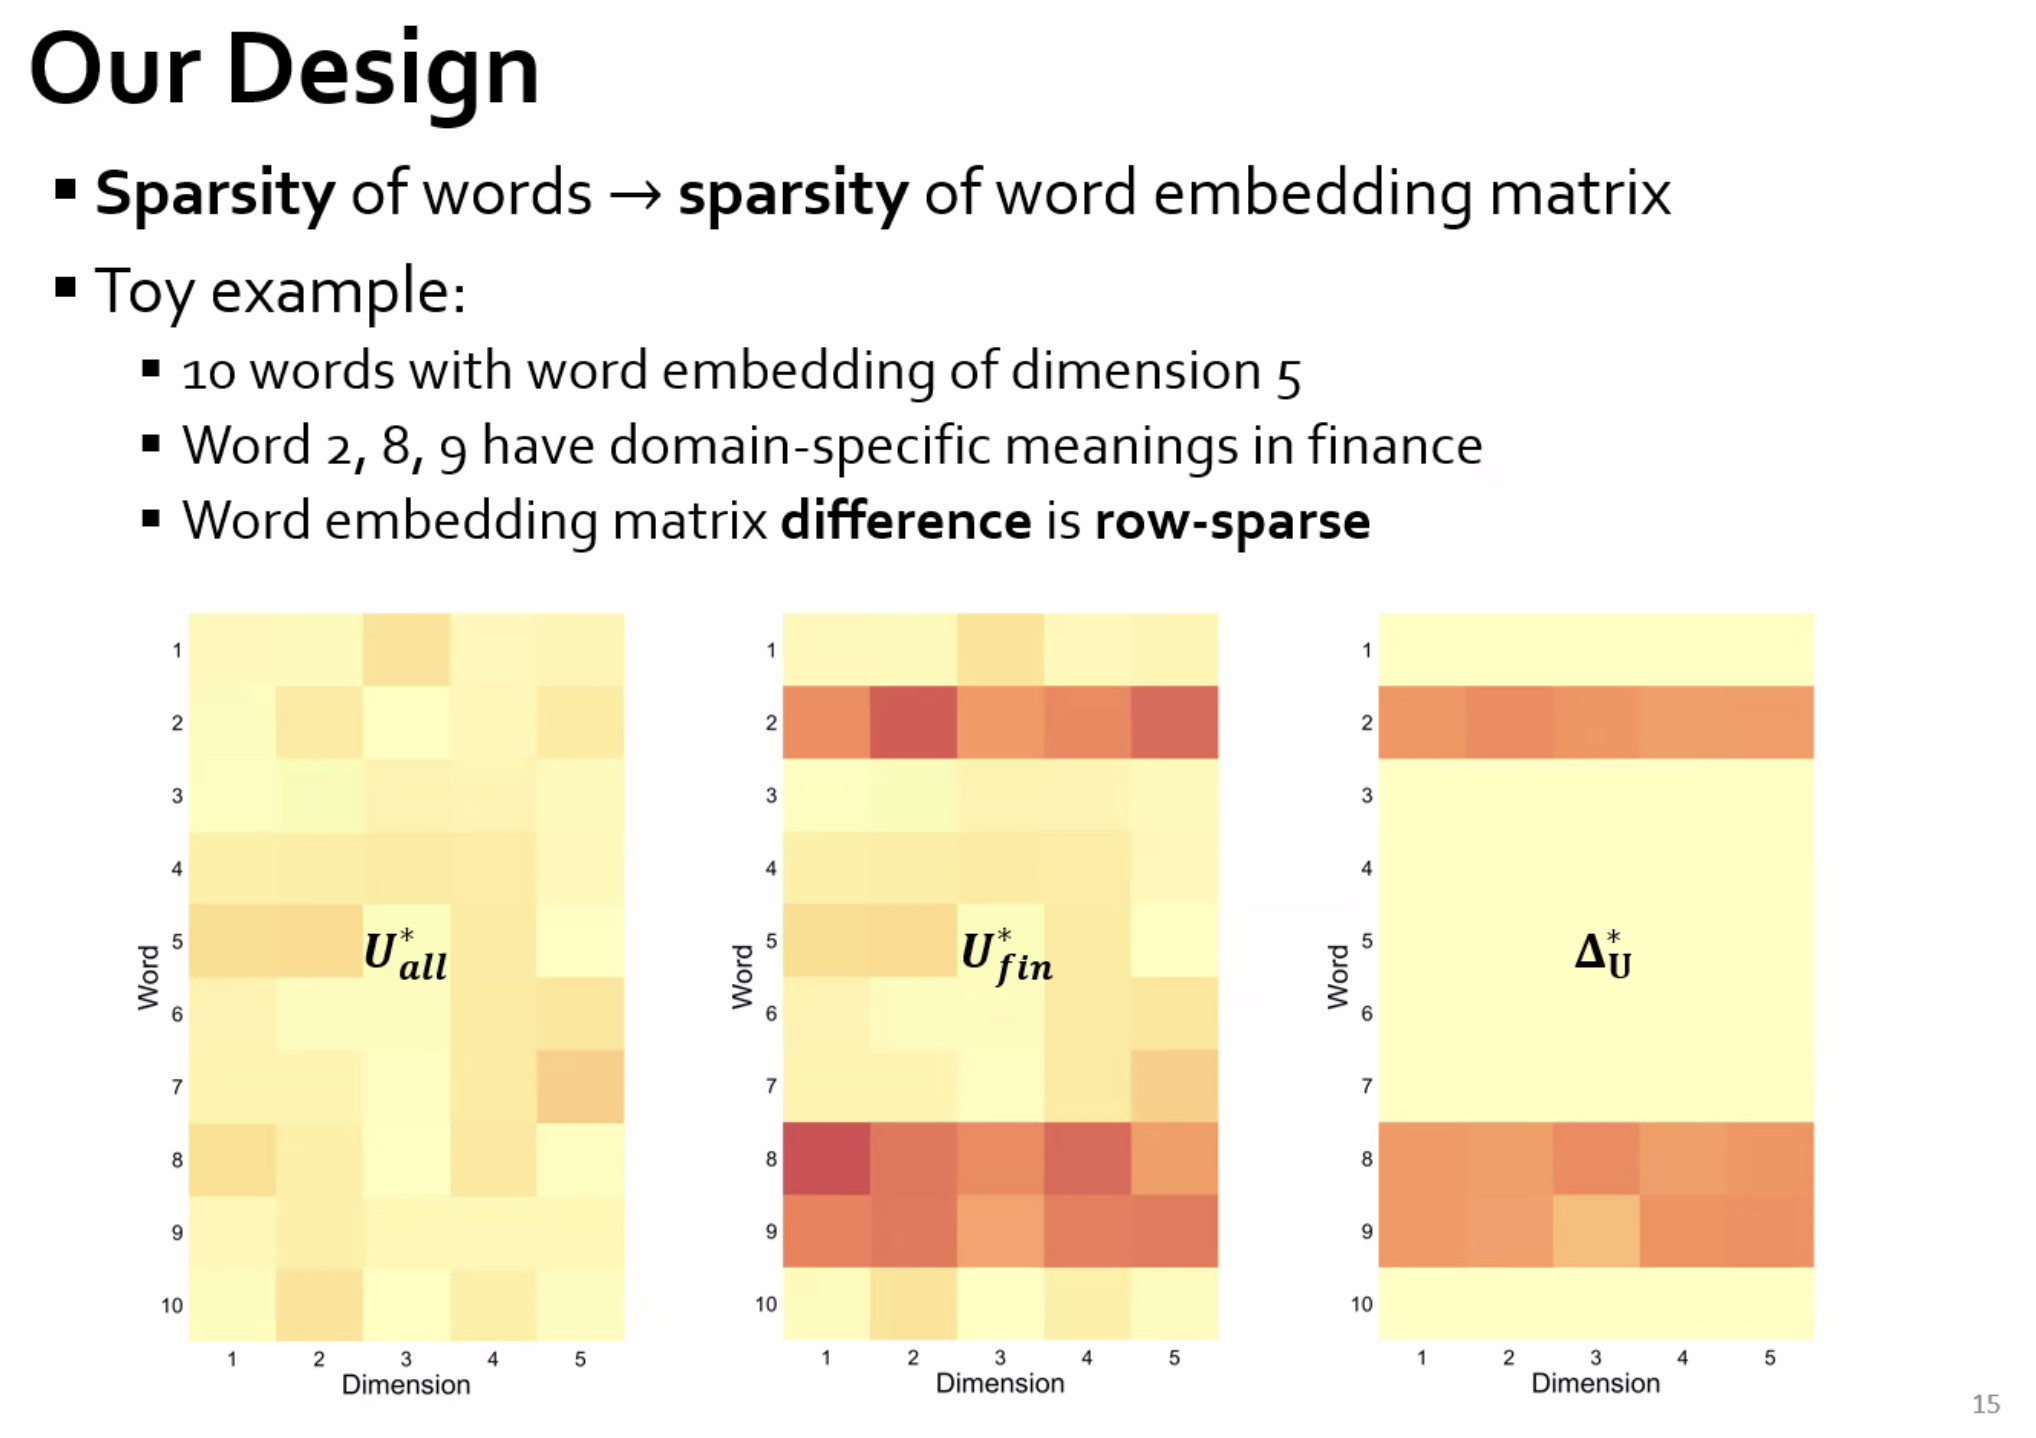 Our Design
▪ Sparsity of words → sparsity of word embedding matrix
▪ Toy example:
▪ 10 words with word embedding of dimension 5
▪ Word 2, 8, 9 have domain-specific meanings in finance
▪ Word embedding matrix difference is row-sparse
Word
1
2
3
4
5
6
7
8
9
10
U*all
1 2 3 4 5
Dimension
Word
1
2
3
4
5
6
7
8
9
10
U*fin
1 2 3 4 5
Dimension
Word
1
2
3
4
5
6
7
8
9
10
Δ*U
1 2 3 4 5
Dimension
15